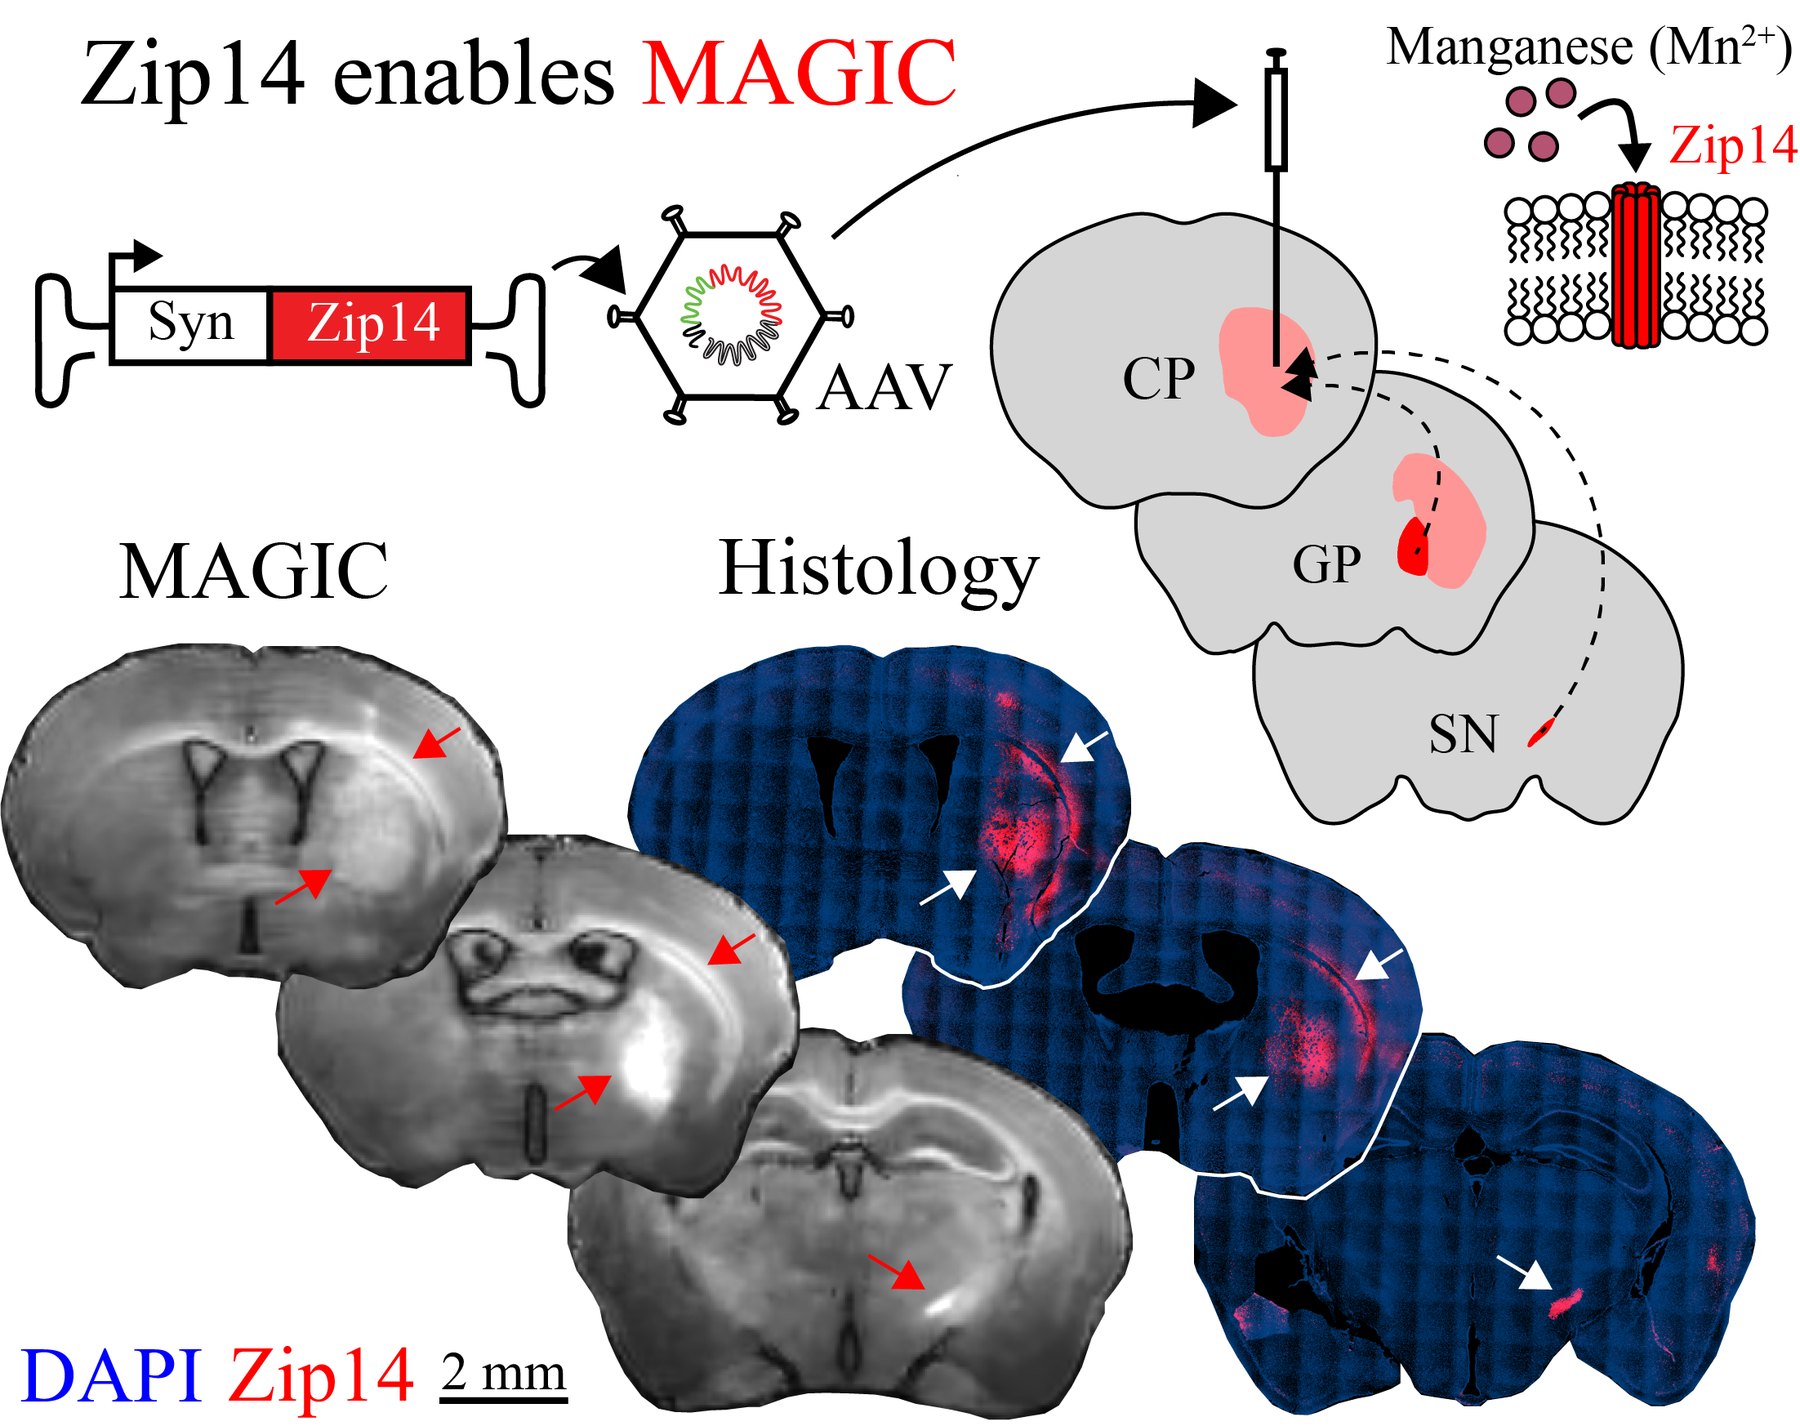 Zip14 enables MAGIC
Manganese (Mn²⁺)
Zip14
Syn Zip14
AAV
CP
GP
SN
MAGIC
Histology
DAPI Zip14 2 mm